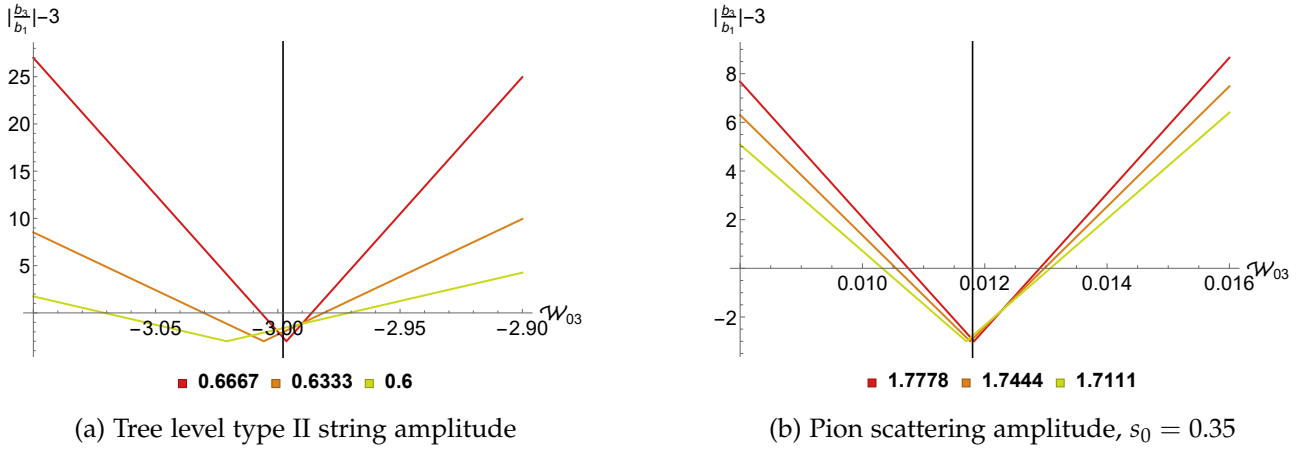 |b₃/b₁|−3
25
20
15
10
5
−3.05
−3.00
−2.95
−2.90
𝒲₀₃
0.6667 0.6333 0.6
(a) Tree level type II string amplitude
|b₃/b₁|−3
8
6
4
2
−2
0.010
0.012
0.014
0.016
𝒲₀₃
1.7778 1.7444 1.7111
(b) Pion scattering amplitude, s₀ = 0.35